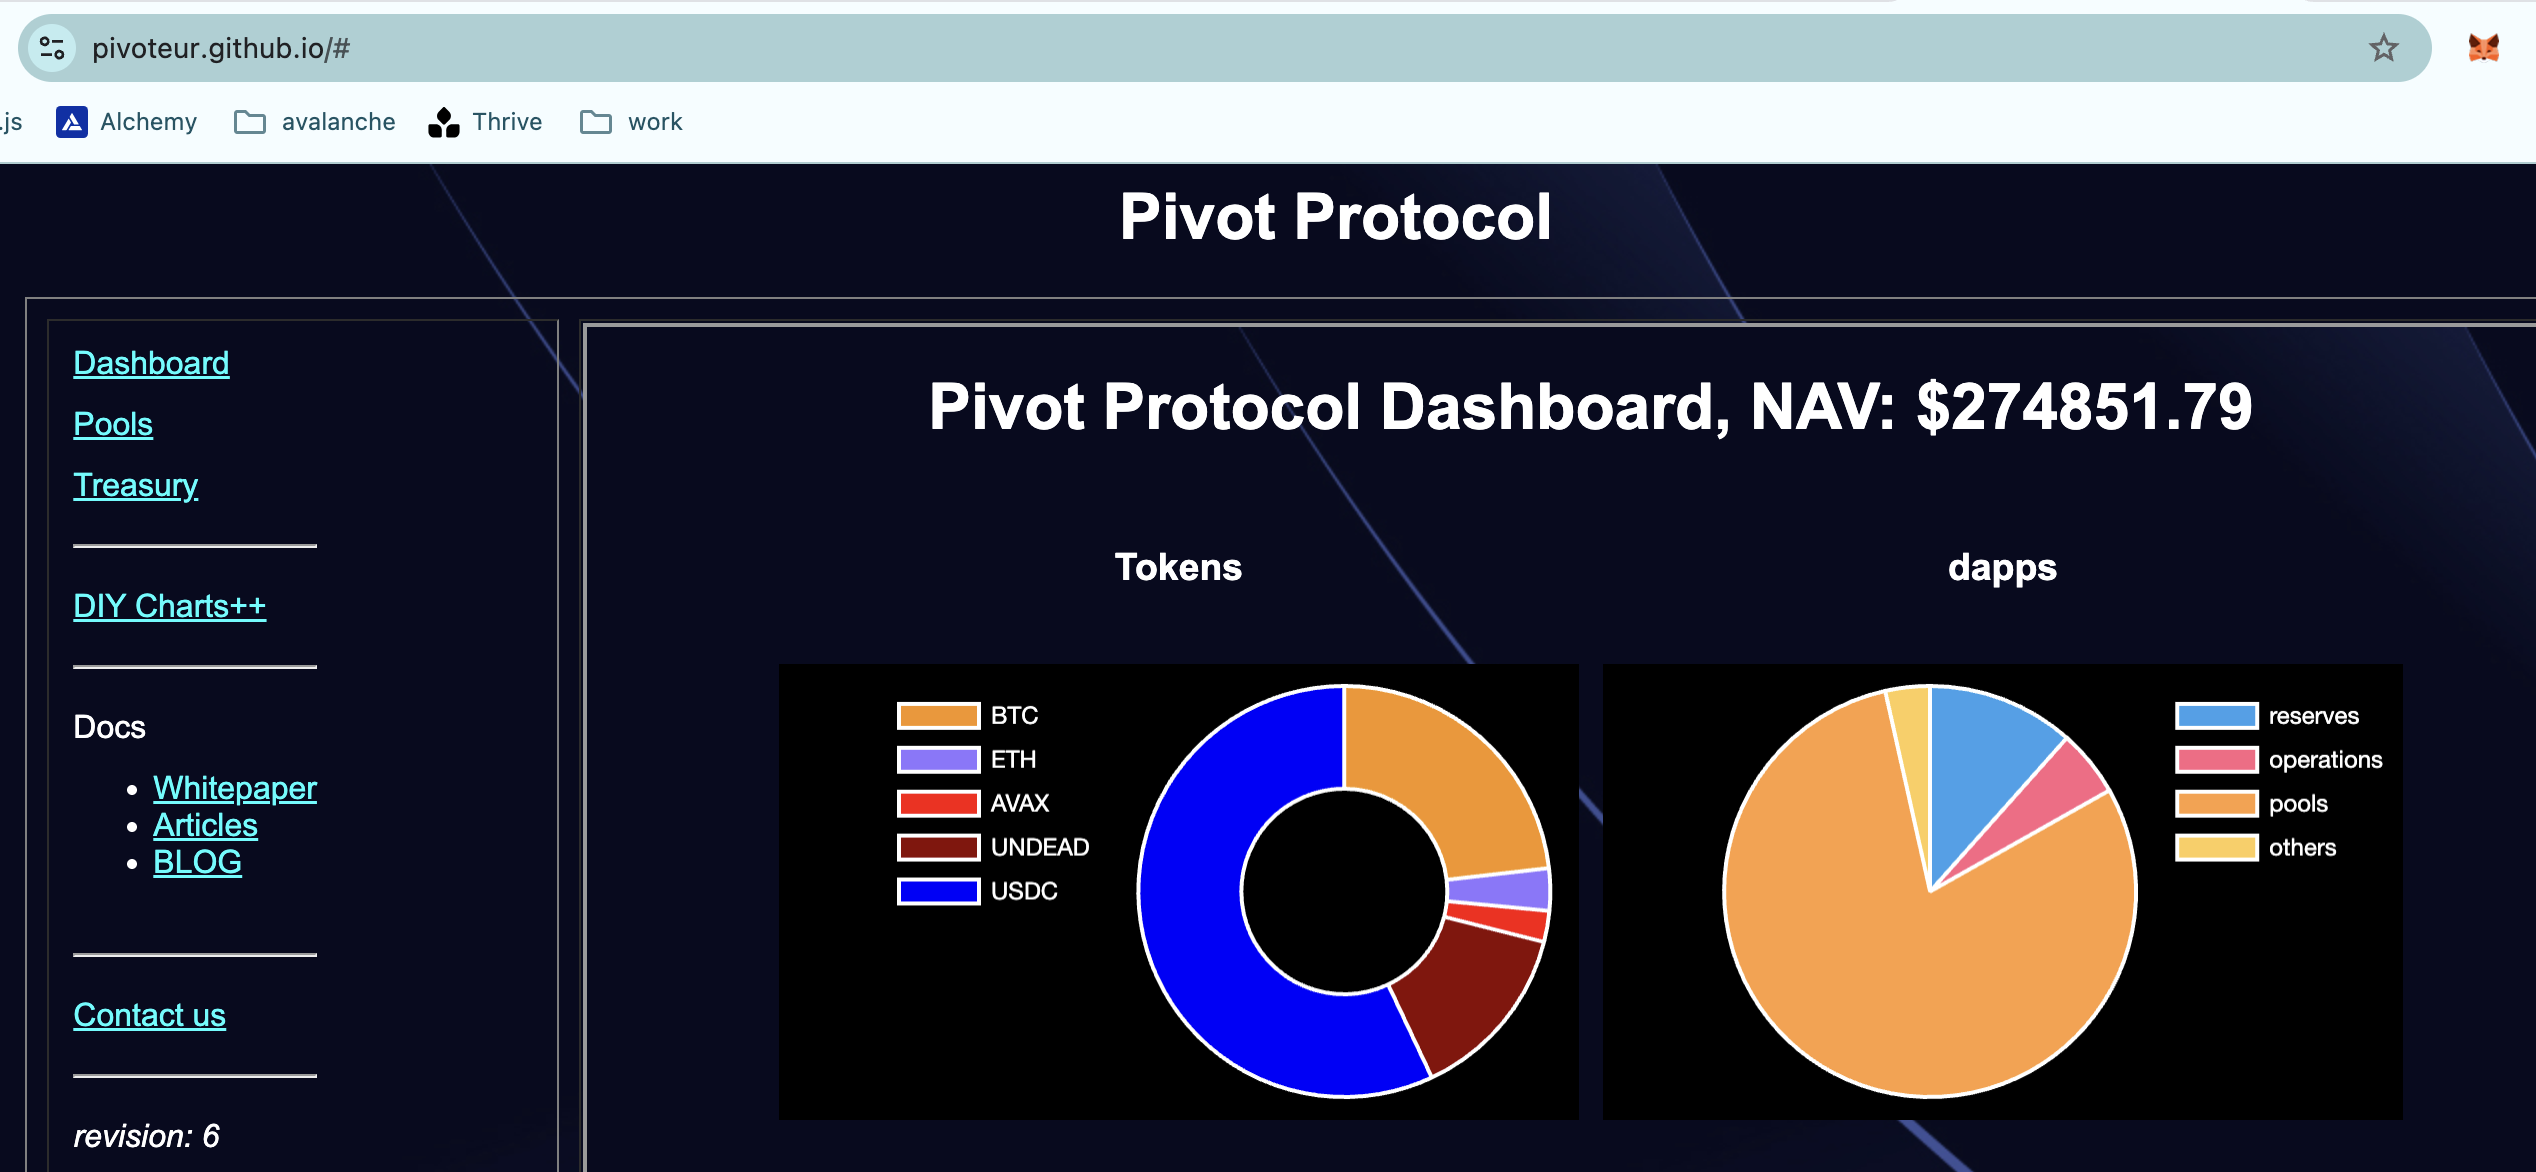 pivoteur.github.io/#
.js
Alchemy
avalanche
Thrive
work
Pivot Protocol
Dashboard
Pools
Treasury
DIY Charts++
Docs
Whitepaper
Articles
BLOG
Contact us
revision: 6
Pivot Protocol Dashboard, NAV: $274851.79
Tokens
BTC
ETH
AVAX
UNDEAD
USDC
dapps
reserves
operations
pools
others